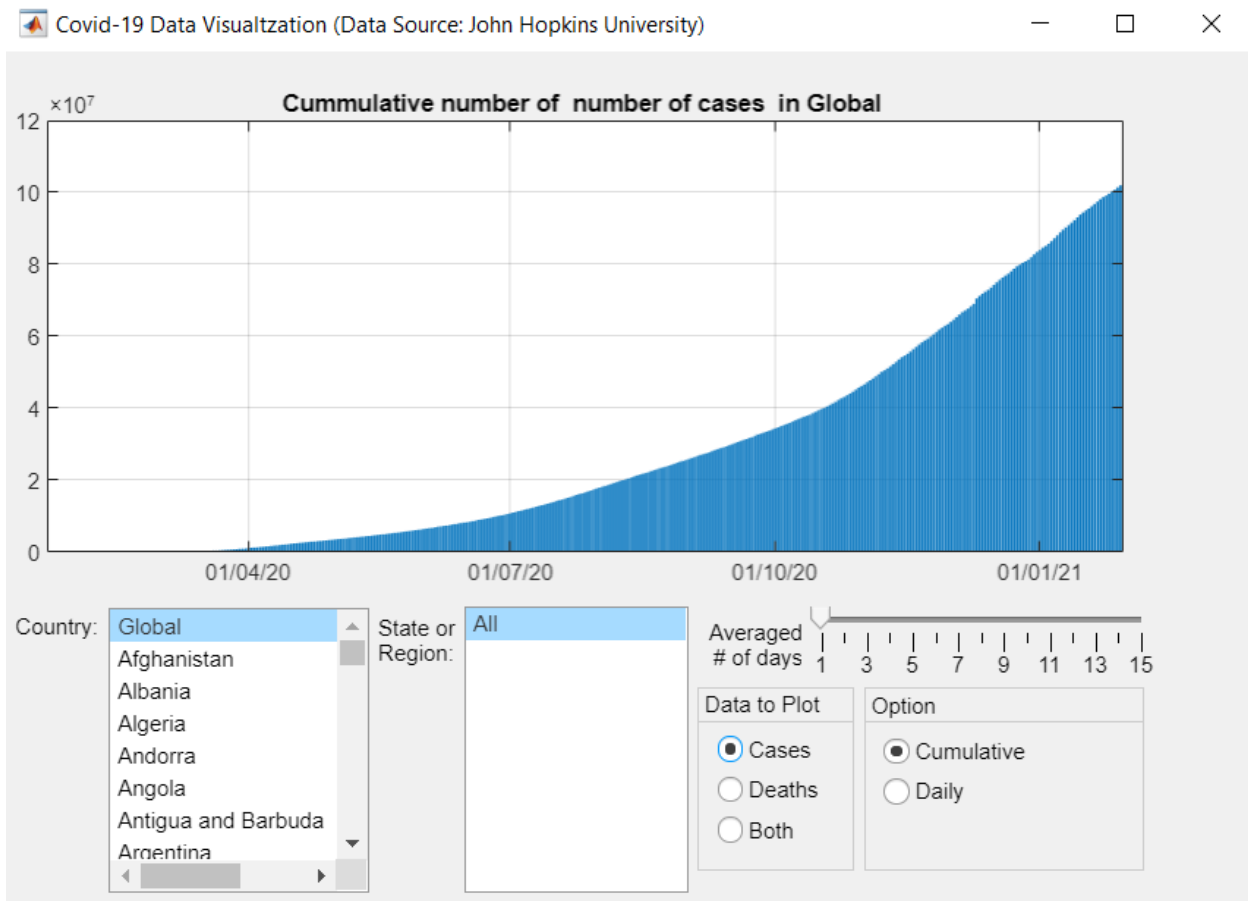 Covid-19 Data Visualtzation (Data Source: John Hopkins University)
×10⁷
Cummulative number of  number of cases  in Global
12
10
8
6
4
2
0
01/04/20 01/07/20 01/10/20 01/01/21
Country:
Global
Afghanistan
Albania
Algeria
Andorra
Angola
Antigua and Barbuda
Argentina
State or
Region:
All
Averaged
# of days
1 3 5 7 9 11 13 15
Data to Plot
Cases
Deaths
Both
Option
Cumulative
Daily